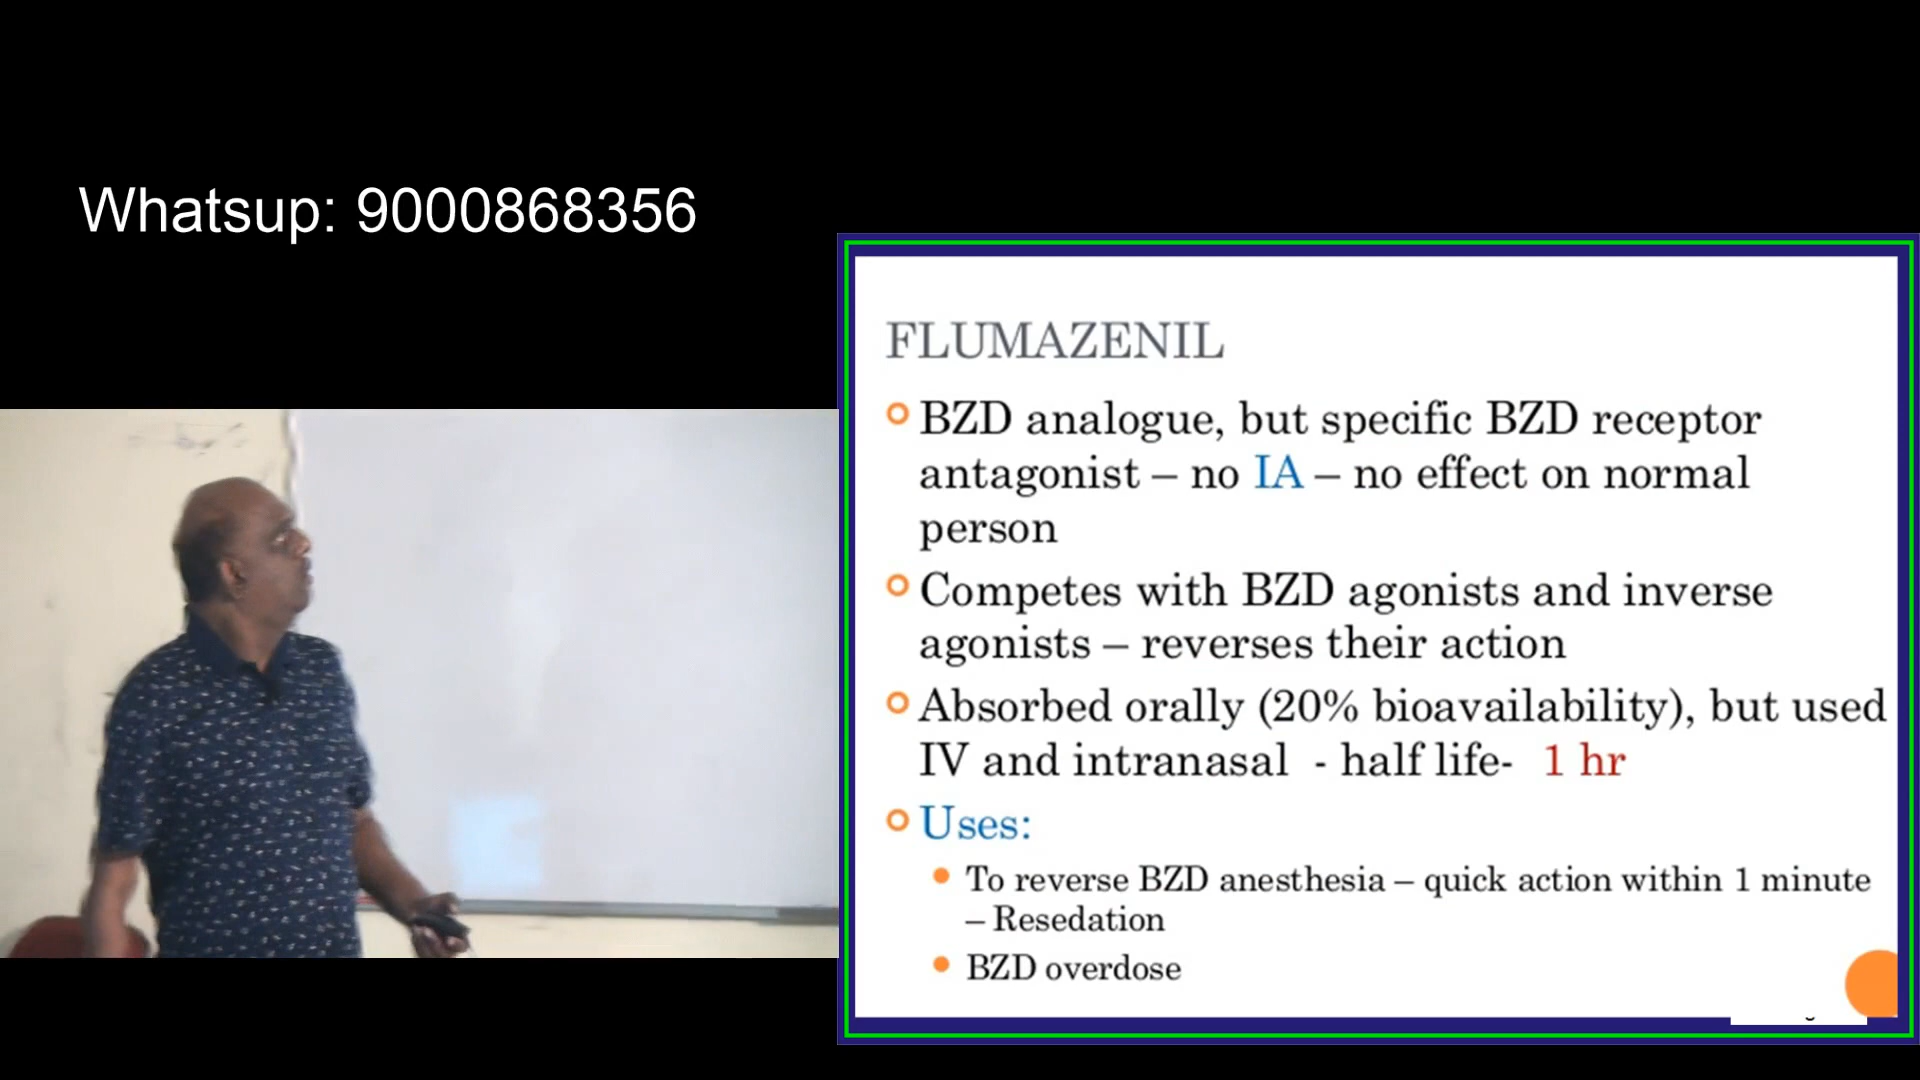 Whatsup: 9000868356
FLUMAZENIL
BZD analogue, but specific BZD receptor
antagonist – no IA – no effect on normal
person
Competes with BZD agonists and inverse
agonists – reverses their action
Absorbed orally (20% bioavailability), but used
IV and intranasal - half life- 1 hr
Uses:
To reverse BZD anesthesia – quick action within 1 minute
– Resedation
BZD overdose